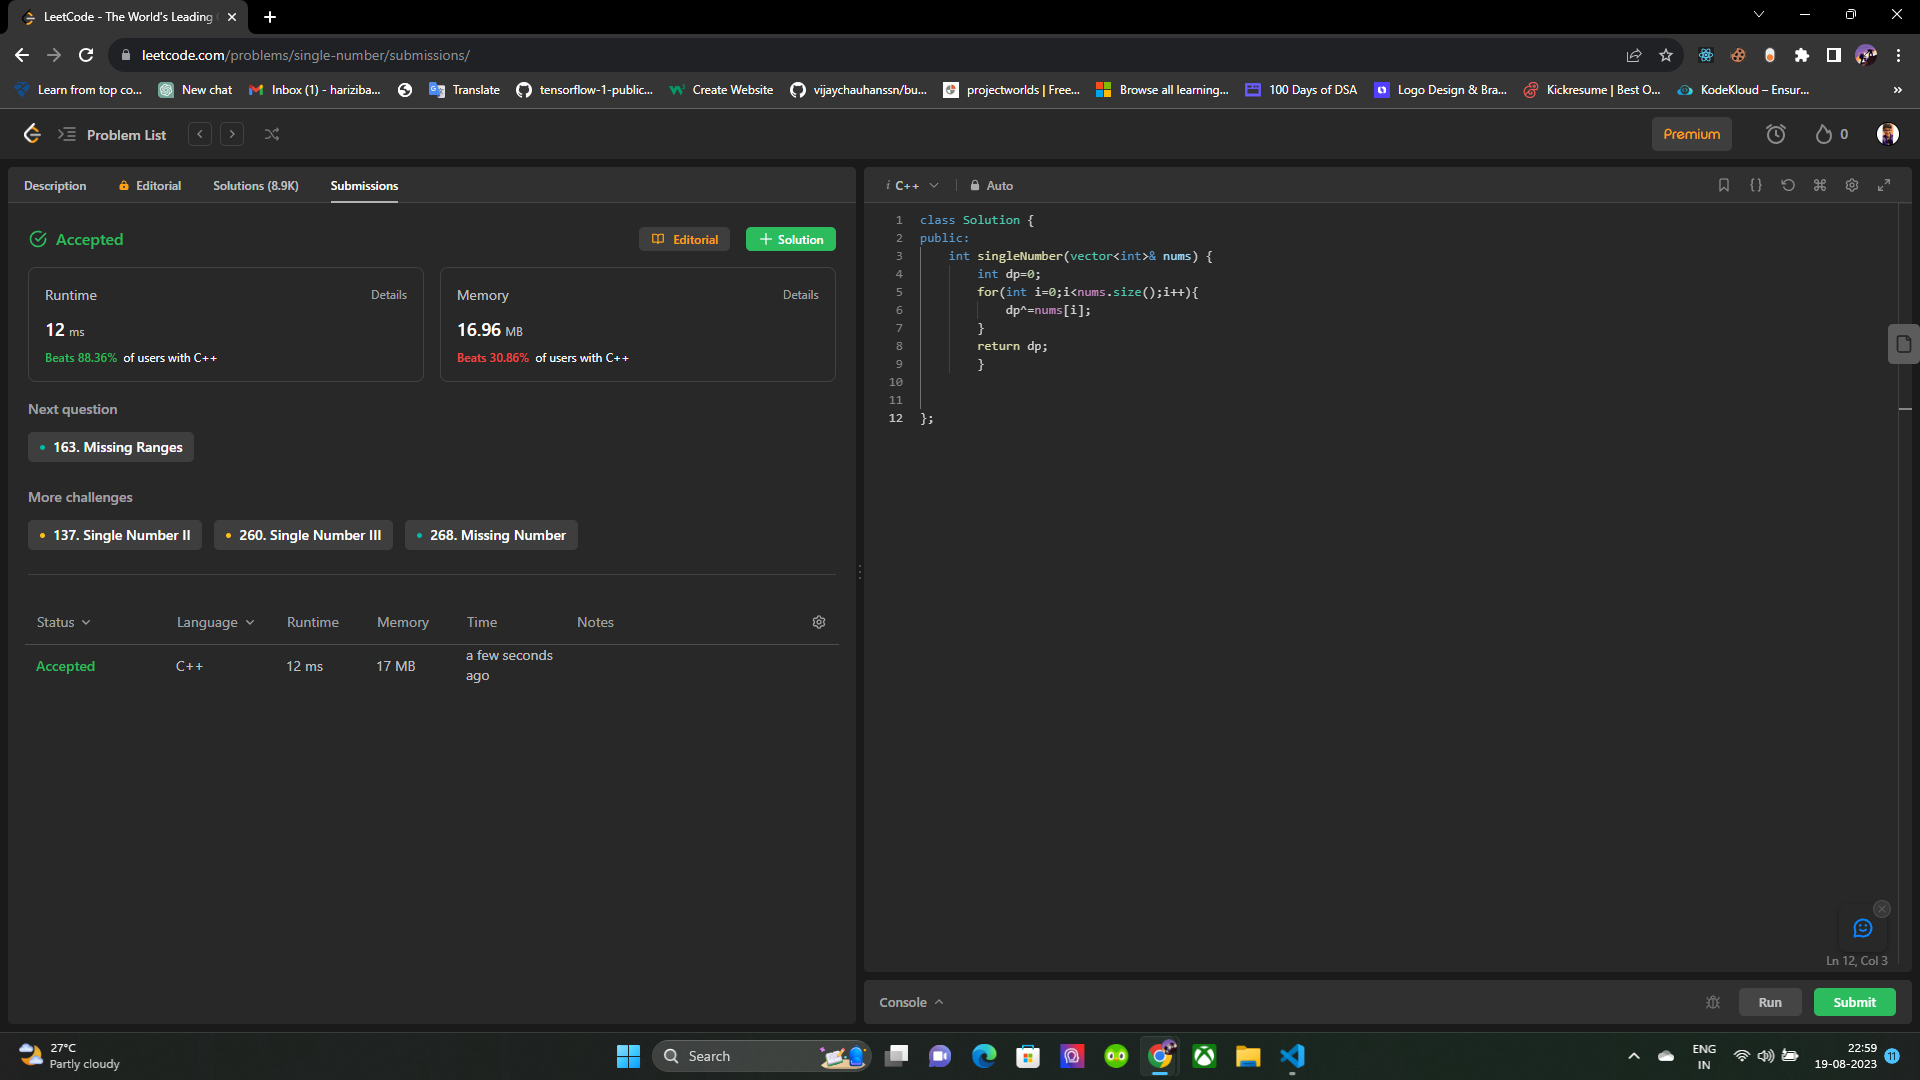 LeetCode - The World's Leading
leetcode.com/problems/single-number/submissions/
Learn from top co...
New chat
Inbox (1) - hariziba...
Translate
tensorflow-1-public...
Create Website
vijaychauhanssn/bu...
projectworlds | Free...
Browse all learning...
100 Days of DSA
Logo Design & Bra...
Kickresume | Best O...
KodeKloud – Ensur...
»
Problem List
Premium
0
Description
Editorial
Solutions (8.9K)
Submissions
Accepted
Editorial
+ Solution
Runtime
Details
12 ms
Beats 88.36% of users with C++
Memory
Details
16.96 MB
Beats 30.86% of users with C++
Next question
163. Missing Ranges
More challenges
137. Single Number II
260. Single Number III
268. Missing Number
Status
Language
Runtime
Memory
Time
Notes
Accepted
C++
12 ms
17 MB
a few seconds
ago
i C++
Auto
{}
1 class Solution {
2 public:
3 int singleNumber(vector<int>& nums) {
4 int dp=0;
5 for(int i=0;i<nums.size();i++){
6 dp^=nums[i];
7 }
8 return dp;
9 }
10
11
12 };
Ln 12, Col 3
Console
Run
Submit
27°C
Partly cloudy
Search
ENG
IN
22:59
19-08-2023
11